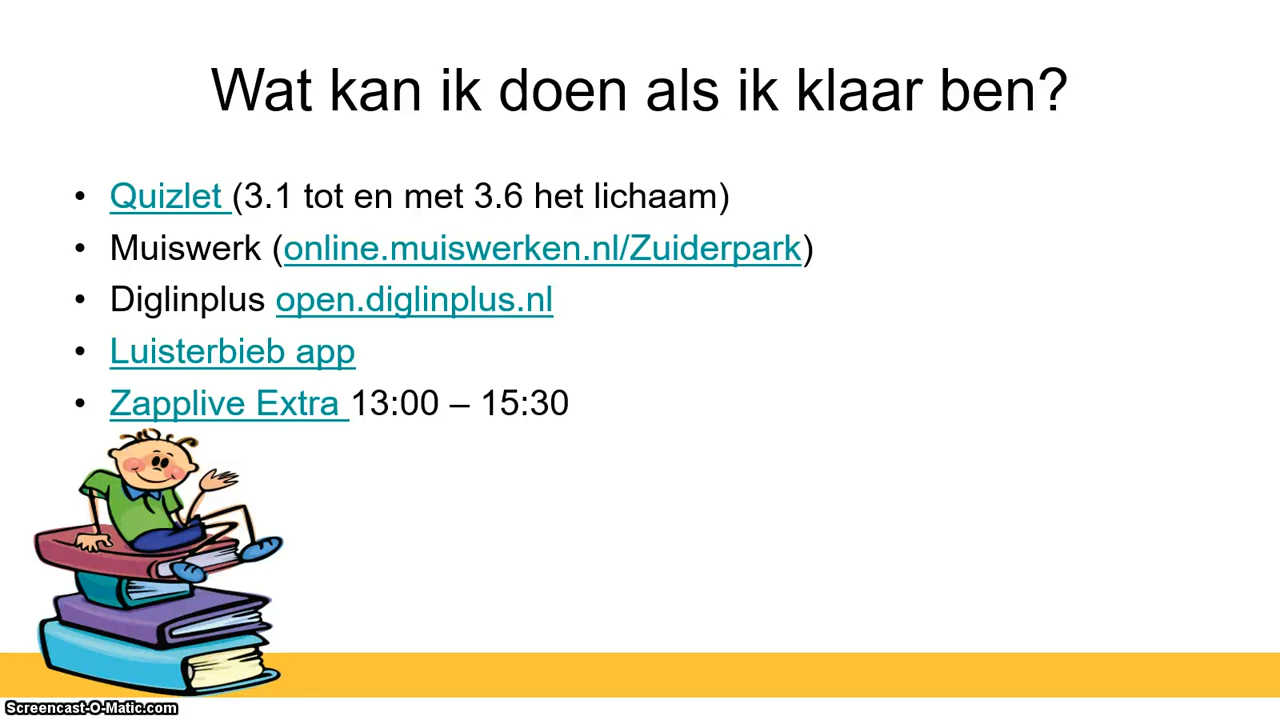 Wat kan ik doen als ik klaar ben?
• Quizlet (3.1 tot en met 3.6 het lichaam)
• Muiswerk (online.muiswerken.nl/Zuiderpark)
• Diglinplus open.diglinplus.nl
• Luisterbieb app
• Zapplive Extra 13:00 – 15:30
Screencast-O-Matic.com